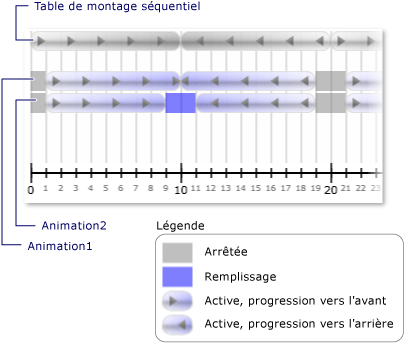 Table de montage séquentiel
0 1 2 3 4 5 6 7 8 9 10 11 12 13 14 15 16 17 18 19 20 21 22 23
Animation2
Animation1
Légende
Arrêtée
Remplissage
Active, progression vers l'avant
Active, progression vers l'arrière